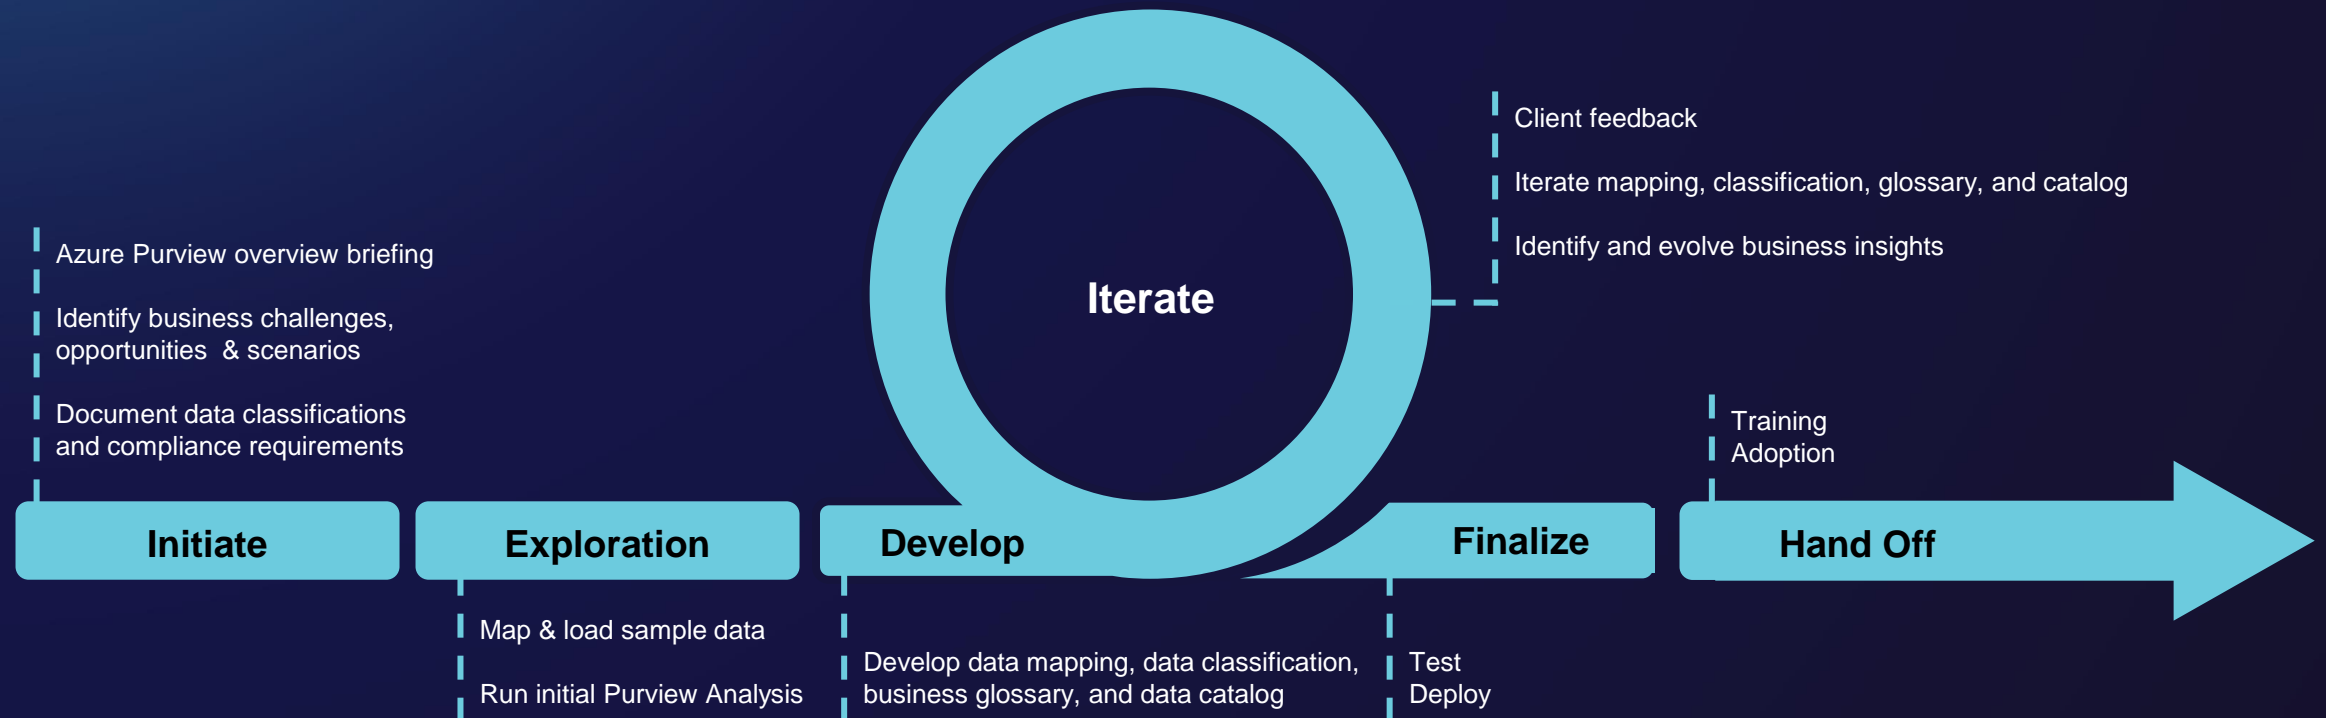 Client feedback
Iterate mapping, classification, glossary, and catalog
Identify and evolve business insights
Iterate
Azure Purview overview briefing
Identify business challenges,
opportunities  & scenarios
Document data classifications
and compliance requirements
Training
Adoption
Initiate
Exploration
Develop
Finalize
Hand Off
Map & load sample data
Run initial Purview Analysis
Develop data mapping, data classification,
business glossary, and data catalog
Test
Deploy